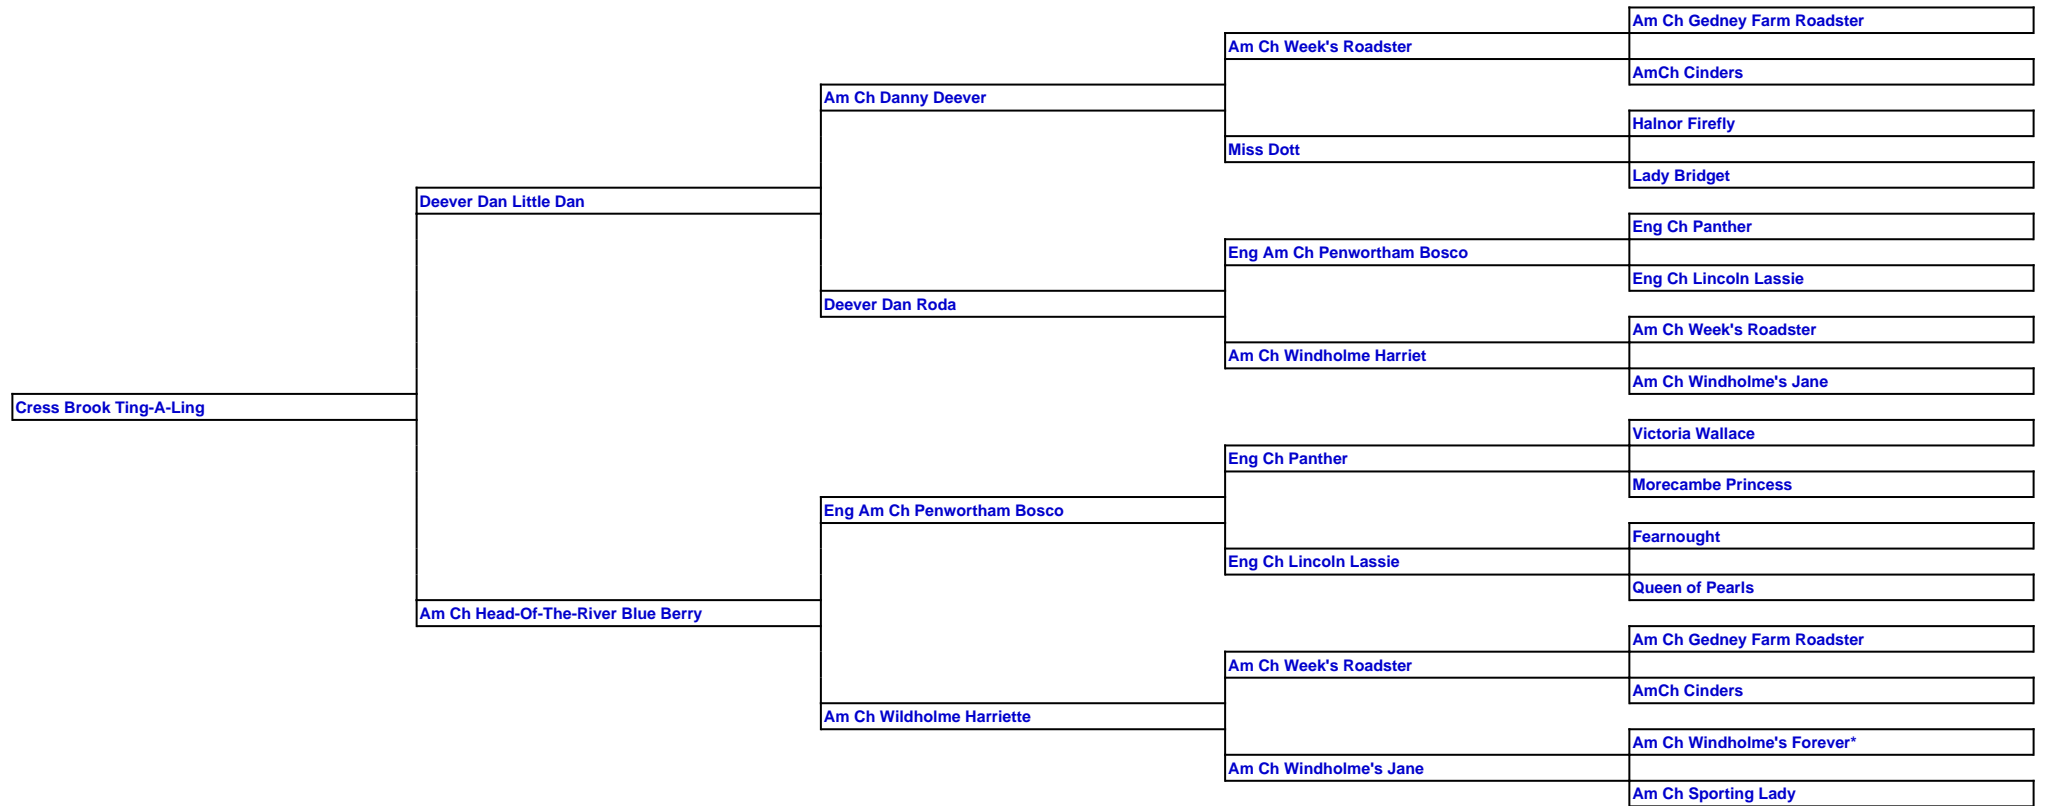 Am Ch Gedney Farm Roadster
Am Ch Week's Roadster
AmCh Cinders
Am Ch Danny Deever
Halnor Firefly
Miss Dott
Lady Bridget
Deever Dan Little Dan
Eng Ch Panther
Eng Am Ch Penwortham Bosco
Eng Ch Lincoln Lassie
Deever Dan Roda
Am Ch Week's Roadster
Am Ch Windholme Harriet
Am Ch Windholme's Jane
Cress Brook Ting-A-Ling
Victoria Wallace
Eng Ch Panther
Morecambe Princess
Eng Am Ch Penwortham Bosco
Fearnought
Eng Ch Lincoln Lassie
Queen of Pearls
Am Ch Head-Of-The-River Blue Berry
Am Ch Gedney Farm Roadster
Am Ch Week's Roadster
AmCh Cinders
Am Ch Wildholme Harriette
Am Ch Windholme's Forever*
Am Ch Windholme's Jane
Am Ch Sporting Lady